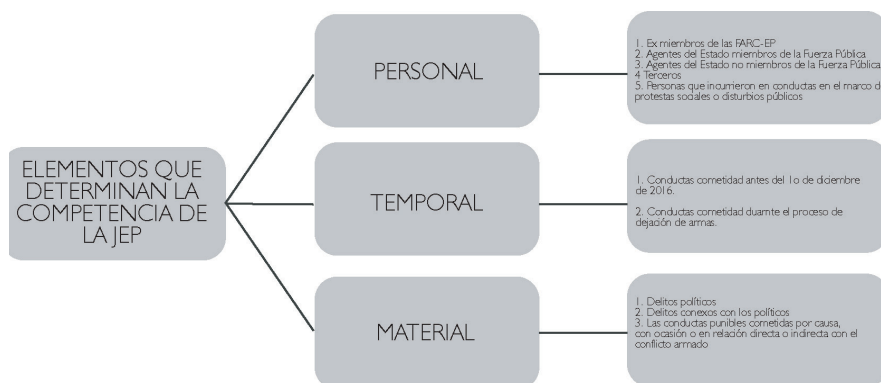 ELEMENTOS QUE
DETERMINAN LA
COMPETENCIA DE
LA JEP
PERSONAL
1. Ex miembros de las FARC-EP
2. Agentes del Estado miembros de la Fuerza Pública
3. Agentes del Estado no miembros de la Fuerza Pública
4 Terceros
5. Personas que incurrieron en conductas en el marco d
protestas sociales o disturbios públicos
TEMPORAL
1. Conductas cometidad antes del 1o de diciembre
de 2016.
2. Conductas cometidad duarnte el proceso de
dejación de armas.
MATERIAL
1. Delitos políticos
2. Delitos conexos con los políticos
3. Las conductas punibles cometidas por causa,
con ocasión o en relación directa o indirecta con el
conflicto armado